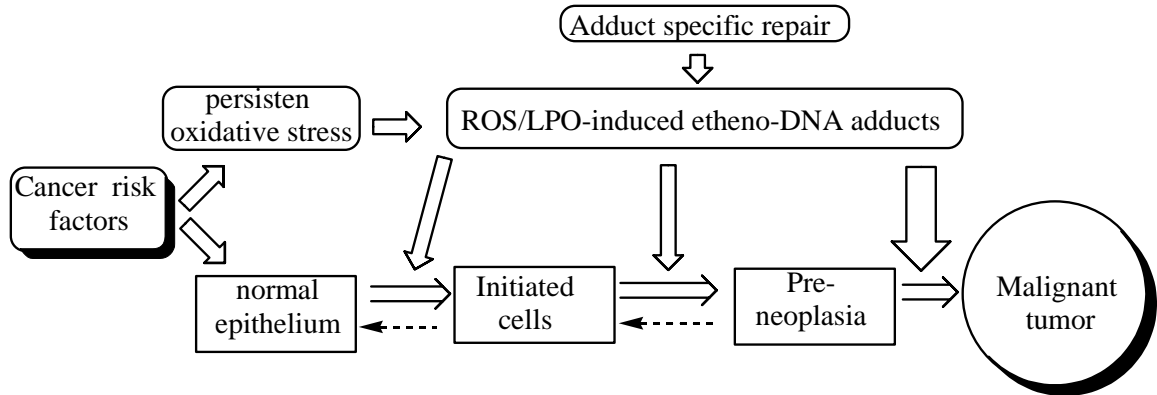 Adduct specific repair
persisten
oxidative stress
ROS/LPO-induced etheno-DNA adducts
Cancer risk
factors
normal
epithelium
Initiated
cells
Pre-
neoplasia
Malignant
tumor